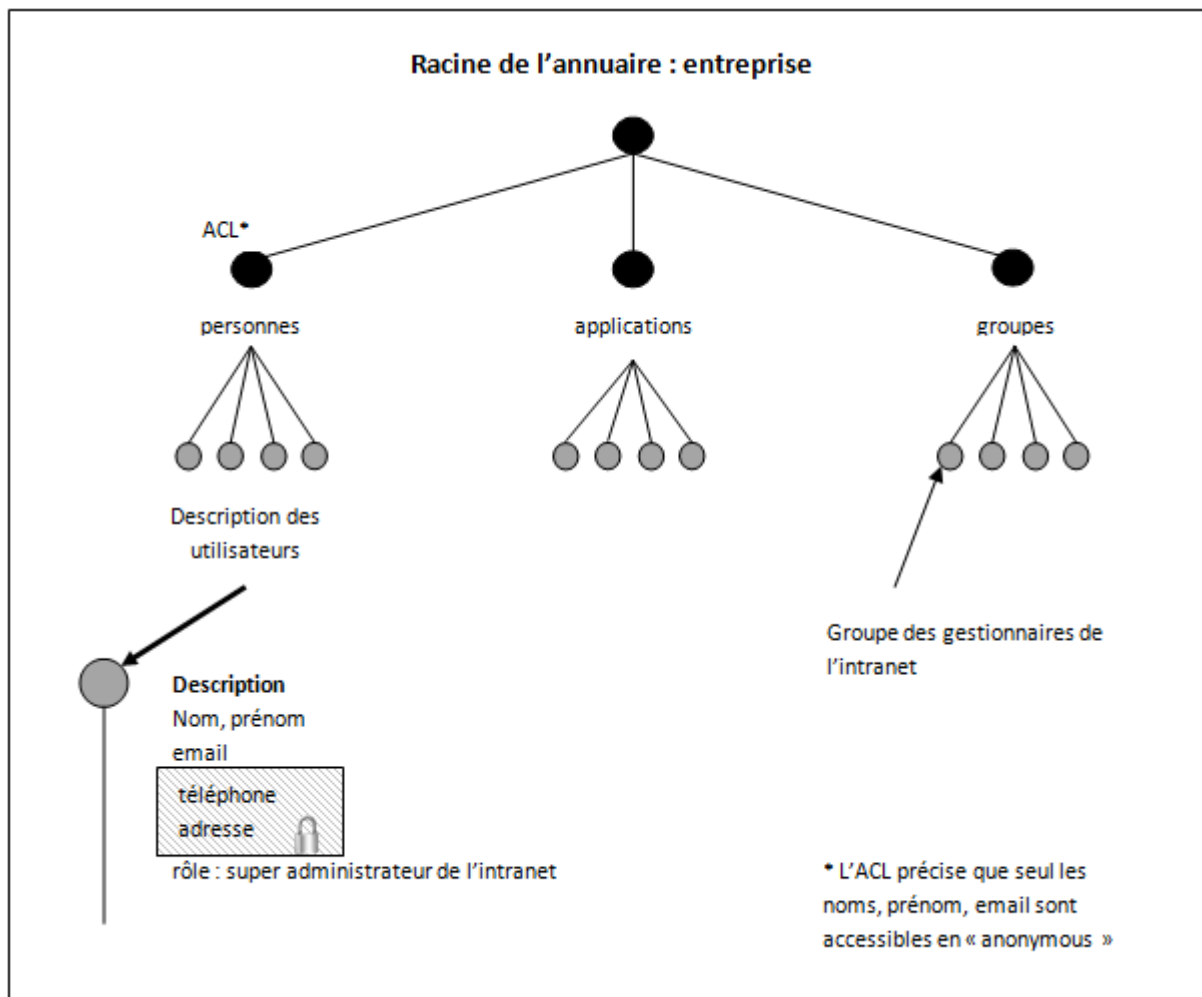 Racine de l’annuaire : entreprise
ACL*
personnes
applications
groupes
Description des
utilisateurs
Groupe des gestionnaires de
l’intranet
Description
Nom, prénom
email
téléphone
adresse
rôle : super administrateur de l’intranet
* L’ACL précise que seul les
noms, prénom, email sont
accessibles en « anonymous »